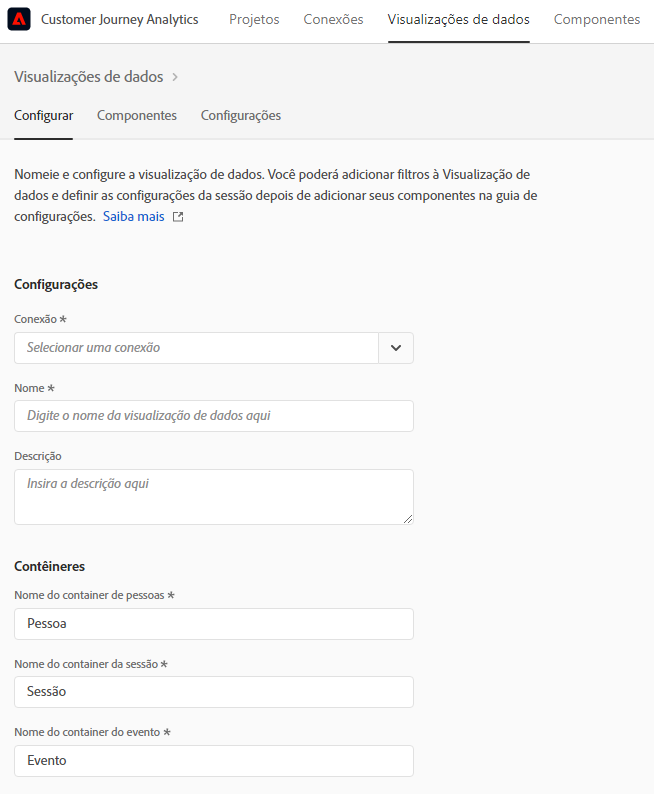 Customer Journey Analytics Projetos Conexões Visualizações de dados Componentes
Visualizações de dados >
Configurar Componentes Configurações
Nomeie e configure a visualização de dados. Você poderá adicionar filtros à Visualização de
dados e definir as configurações da sessão depois de adicionar seus componentes na guia de
configurações. Saiba mais
Configurações
Conexão *
Selecionar uma conexão
Nome *
Digite o nome da visualização de dados aqui
Descrição
Insira a descrição aqui
Contêineres
Nome do container de pessoas *
Pessoa
Nome do container da sessão *
Sessão
Nome do container do evento *
Evento